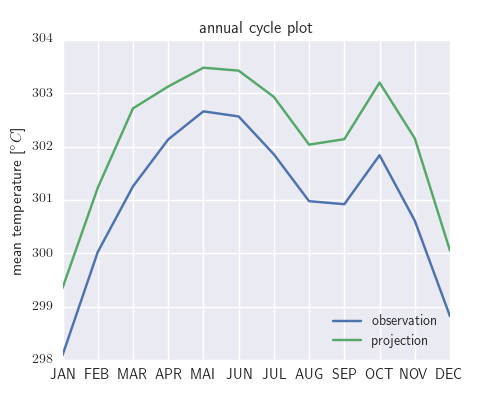 annual cycle plot
304
303
302
301
300
299
298
mean temperature [°C]
JAN FEB MAR APR MAI JUN JUL AUG SEP OCT NOV DEC
observation
projection